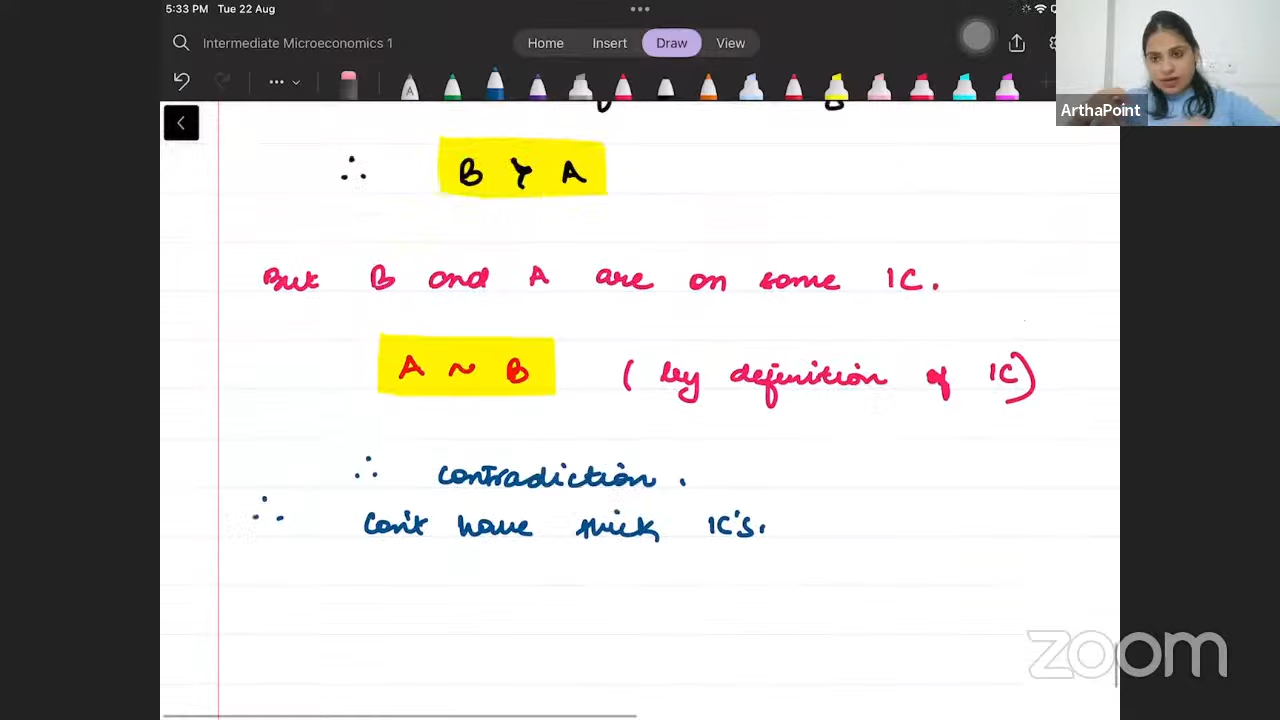 5:33 PM Tue 22 Aug
Intermediate Microeconomics 1
Home Insert Draw View
A
ArthaPoint
∴ B ≻ A
But B and A are on same IC.
A ~ B (by definition of IC)
∴ contradiction.
∴ can't have thick IC's.
zoom